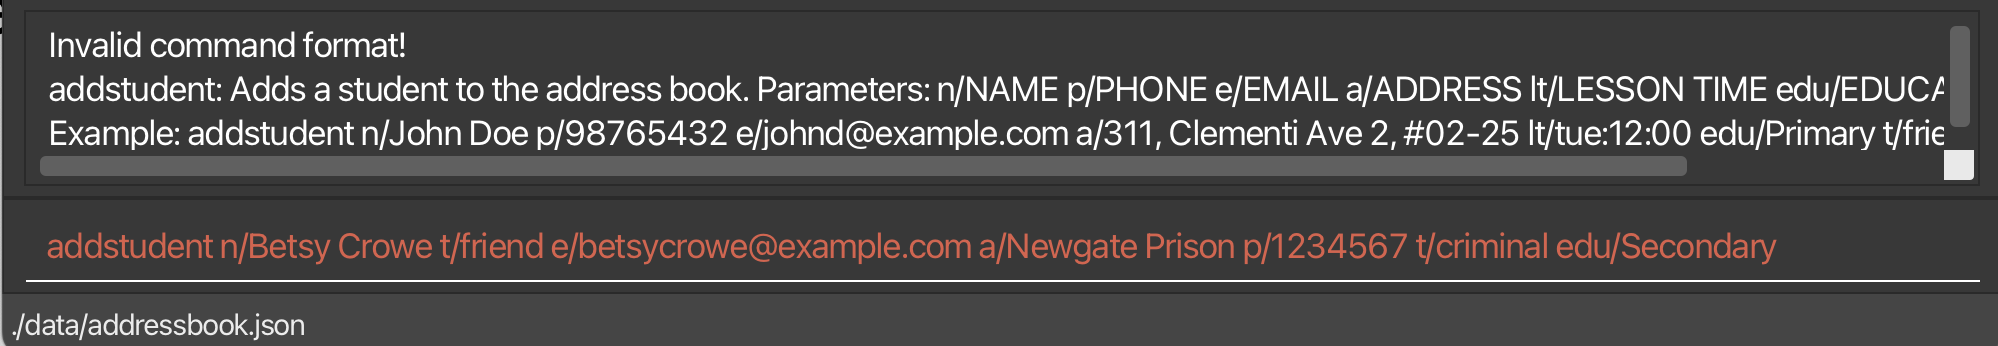 Invalid command format!
addstudent: Adds a student to the address book. Parameters: n/NAME p/PHONE e/EMAIL a/ADDRESS lt/LESSON TIME edu/EDUCA
Example: addstudent n/John Doe p/98765432 e/johnd@example.com a/311, Clementi Ave 2, #02-25 lt/tue:12:00 edu/Primary t/frie
addstudent n/Betsy Crowe t/friend e/betsycrowe@example.com a/Newgate Prison p/1234567 t/criminal edu/Secondary
./data/addressbook.json